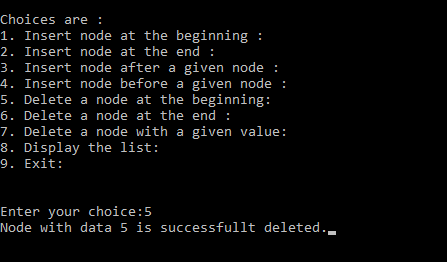 Choices are :
1. Insert node at the beginning :
2. Insert node at the end :
3. Insert node after a given node :
4. Insert node before a given node :
5. Delete a node at the beginning:
6. Delete a node at the end :
7. Delete a node with a given value:
8. Display the list:
9. Exit:
Enter your choice:5
Node with data 5 is successfullt deleted.